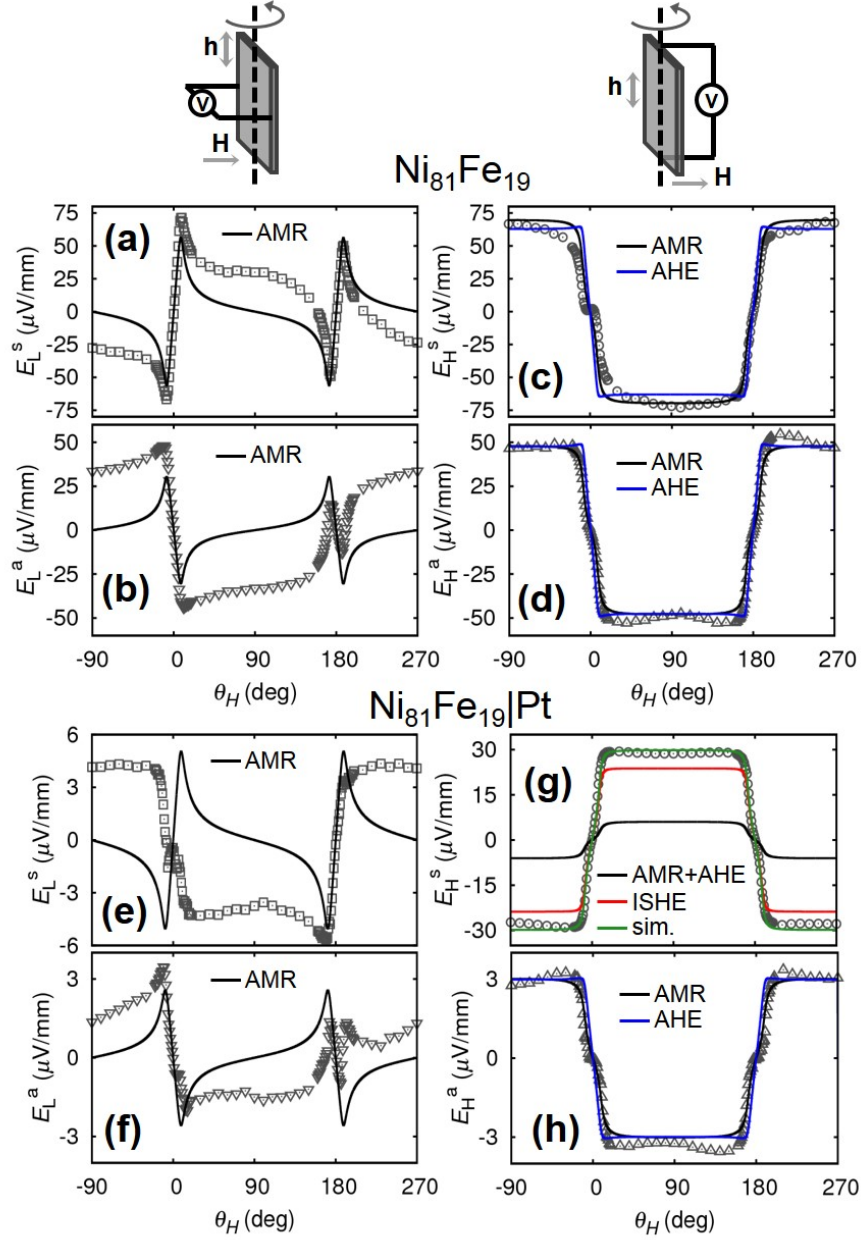 h
V
H
h
V
H
Ni81Fe19
75
50
25
0
-25
-50
-75
EL^s (μV/mm)
(a)
AMR
75
50
25
0
-25
-50
-75
EH^s (μV/mm)
AMR
AHE
(c)
50
25
0
-25
-50
EL^a (μV/mm)
AMR
(b)
-90 0 90 180 270
θH (deg)
50
25
0
-25
-50
EH^a (μV/mm)
AMR
AHE
(d)
-90 0 90 180 270
θH (deg)
Ni81Fe19|Pt
6
3
0
-3
-6
EL^s (μV/mm)
AMR
(e)
30
15
0
-15
-30
EH^s (μV/mm)
(g)
AMR+AHE
ISHE
sim.
3
0
-3
EL^a (μV/mm)
AMR
(f)
-90 0 90 180 270
θH (deg)
3
0
-3
EH^a (μV/mm)
AMR
AHE
(h)
-90 0 90 180 270
θH (deg)